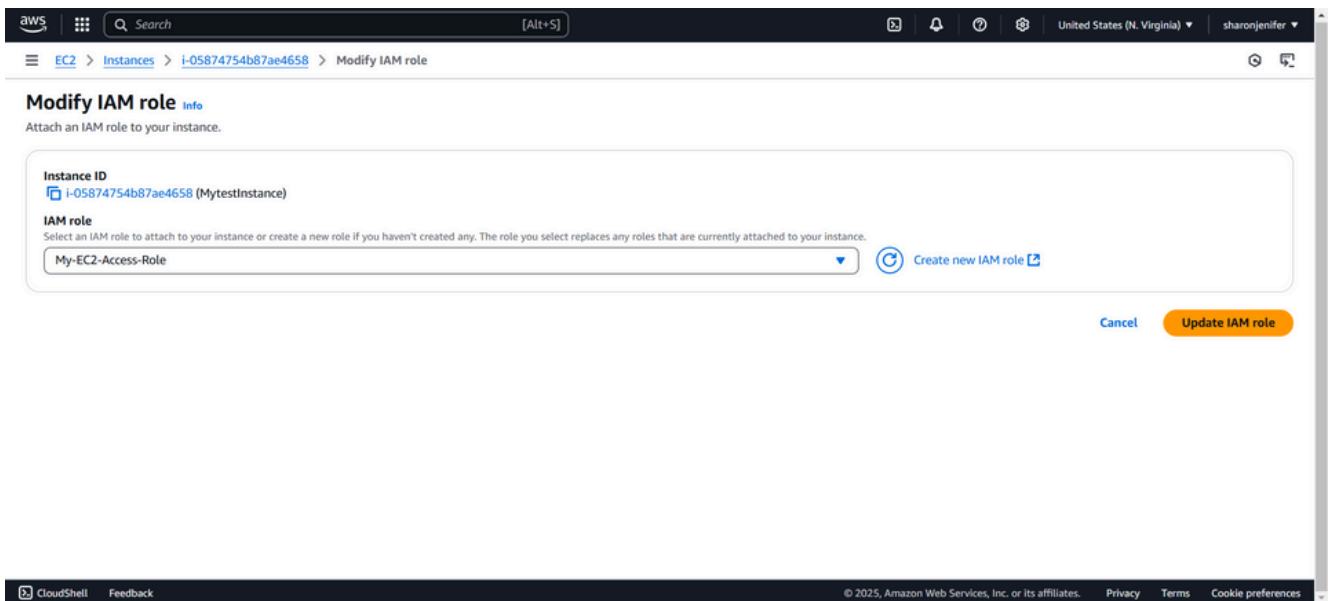 aws Search [Alt+S] United States (N. Virginia) sharonjenifer
EC2 > Instances > i-05874754b87ae4658 > Modify IAM role
Modify IAM role Info
Attach an IAM role to your instance.
Instance ID
i-05874754b87ae4658 (MytestInstance)
IAM role
Select an IAM role to attach to your instance or create a new role if you haven't created any. The role you select replaces any roles that are currently attached to your instance.
My-EC2-Access-Role Create new IAM role
Cancel Update IAM role
CloudShell Feedback © 2025, Amazon Web Services, Inc. or its affiliates. Privacy Terms Cookie preferences